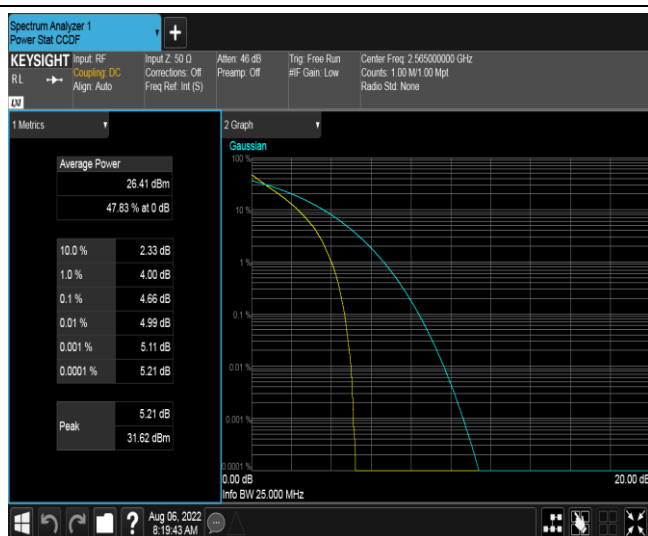 Spectrum Analyzer 1
Power Stat CCDF
KEYSIGHT
RL
LXI
Input: RF
Coupling: DC
Align: Auto
Input Z: 50 Ω
Corrections: Off
Freq Ref: Int (S)
Atten: 46 dB
Preamp: Off
Trig: Free Run
#IF Gain: Low
Center Freq: 2.565000000 GHz
Counts: 1.00 M/1.00 Mpt
Radio Std: None
1 Metrics
Average Power
26.41 dBm
47.83 % at 0 dB
10.0 % 2.33 dB
1.0 % 4.00 dB
0.1 % 4.66 dB
0.01 % 4.99 dB
0.001 % 5.11 dB
0.0001 % 5.21 dB
Peak
5.21 dB
31.62 dBm
2 Graph
Gaussian
100 %
10 %
1 %
0.1 %
0.01 %
0.001 %
0.0001 %
0.00 dB 20.00 dB
Info BW 25.000 MHz
?
Aug 06, 2022
8:19:43 AM